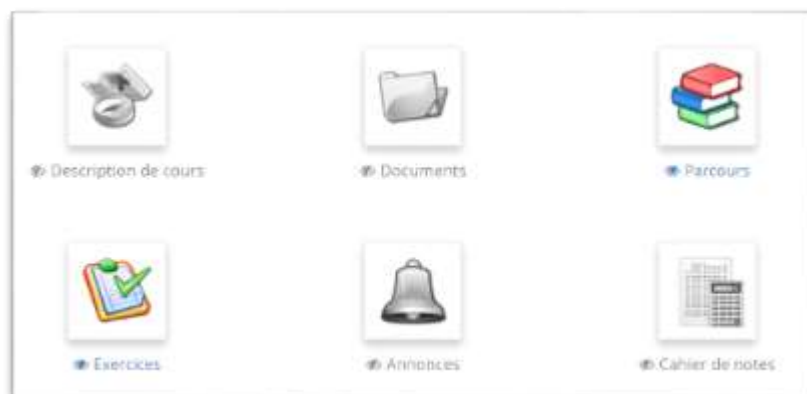 Description de cours
Documents
Parcours
Exercices
Annonces
Cahier de notes